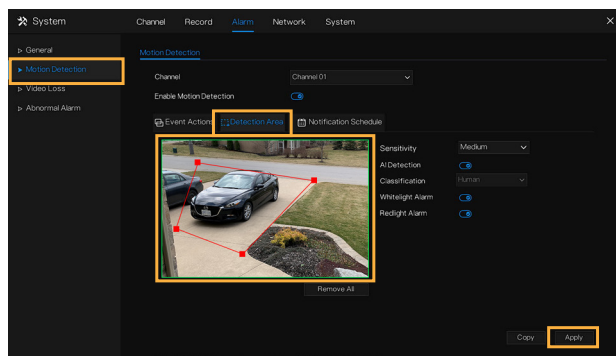 System
Channel Record Alarm Network System
General
Motion Detection
Video Loss
Abnormal Alarm
Motion Detection
Channel Channel 01
Enable Motion Detection
Event Actions Detection Area Notification Schedule
Sensitivity Medium
AI Detection
Classification Human
Whitelight Alarm
Redlight Alarm
Remove All
Copy Apply